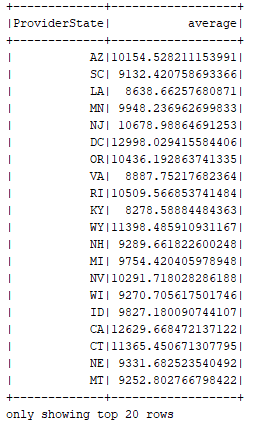 +-------------+------------------+
|ProviderState|           average|
+-------------+------------------+
|           AZ|10154.528211153991|
|           SC| 9132.420758693366|
|           LA|  8638.66257680871|
|           MN| 9948.236962699833|
|           NJ| 10678.98864691253|
|           DC|12998.029415584406|
|           OR|10436.192863741335|
|           VA|  8887.75217682364|
|           RI|10509.566853741484|
|           KY|  8278.58884484363|
|           WY|11398.485910931167|
|           NH| 9289.661822600248|
|           MI| 9754.420405978948|
|           NV|10291.718028286188|
|           WI| 9270.705617501746|
|           ID| 9827.180090744107|
|           CA|12629.668472137122|
|           CT|11365.450671307795|
|           NE| 9331.682523540492|
|           MT| 9252.802766798422|
+-------------+------------------+
only showing top 20 rows